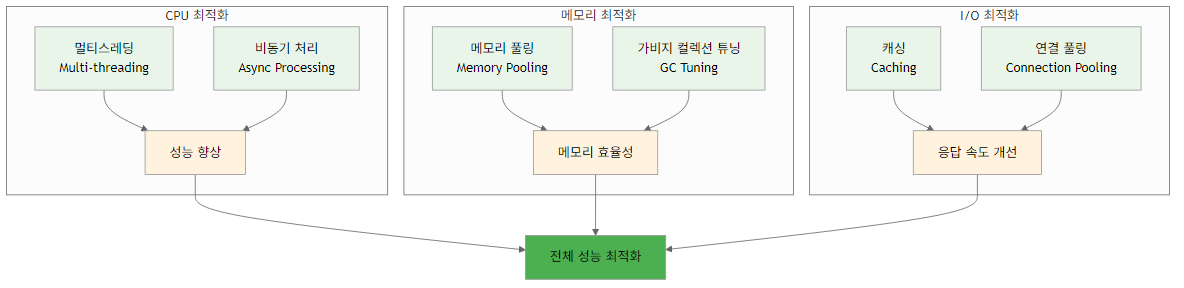 CPU 최적화
멀티스레딩
Multi-threading
비동기 처리
Async Processing
성능 향상
메모리 최적화
메모리 풀링
Memory Pooling
가비지 컬렉션 튜닝
GC Tuning
메모리 효율성
I/O 최적화
캐싱
Caching
연결 풀링
Connection Pooling
응답 속도 개선
전체 성능 최적화